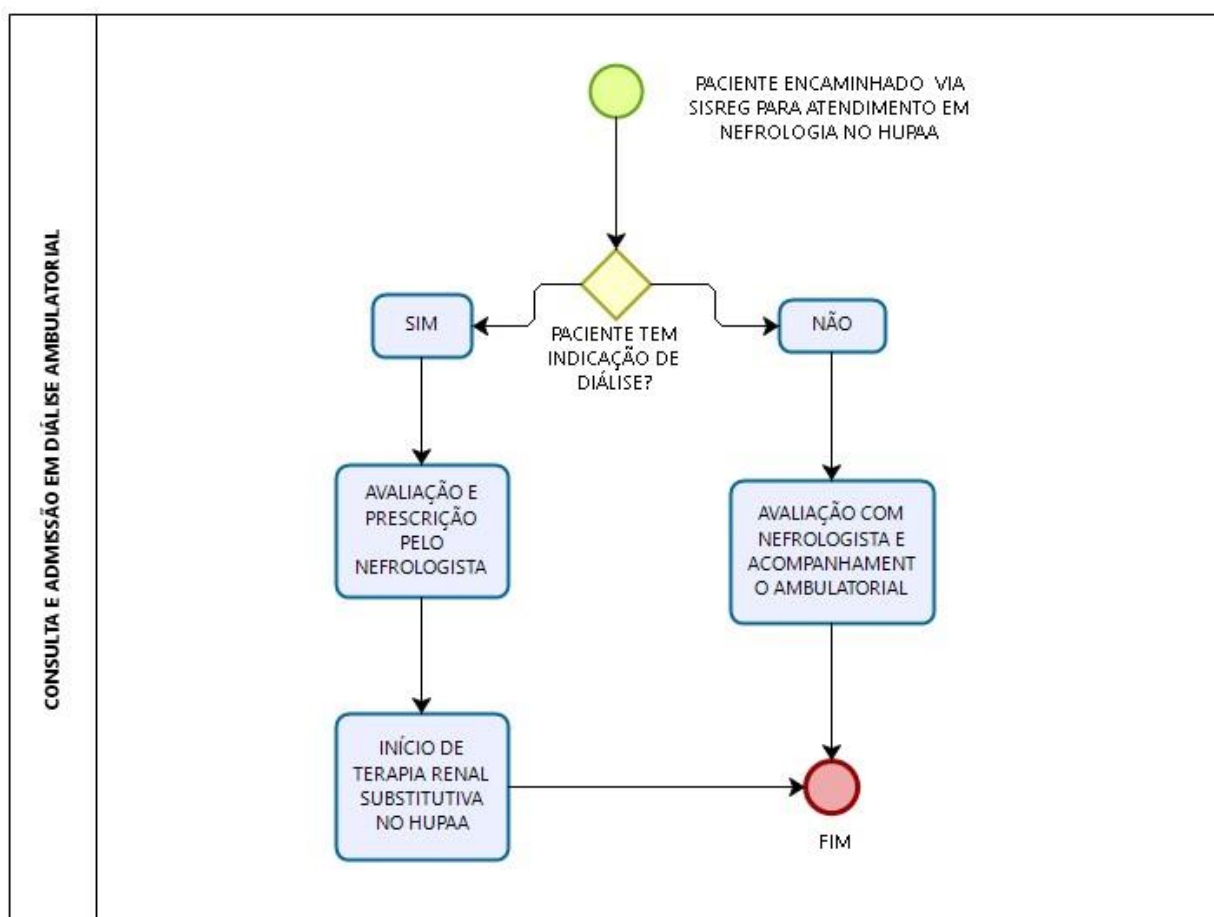 CONSULTA E ADMISSÃO EM DIÁLISE AMBULATORIAL
PACIENTE ENCAMINHADO VIA
SISREG PARA ATENDIMENTO EM
NEFROLOGIA NO HUPAA
SIM
PACIENTE TEM
INDICAÇÃO DE
DIÁLISE?
NÃO
AVALIAÇÃO E
PRESCRIÇÃO
PELO
NEFROLOGISTA
AVALIAÇÃO COM
NEFROLOGISTA E
ACOMPANHAMENT
O AMBULATORIAL
INÍCIO DE
TERAPIA RENAL
SUBSTITUTIVA
NO HUPAA
FIM